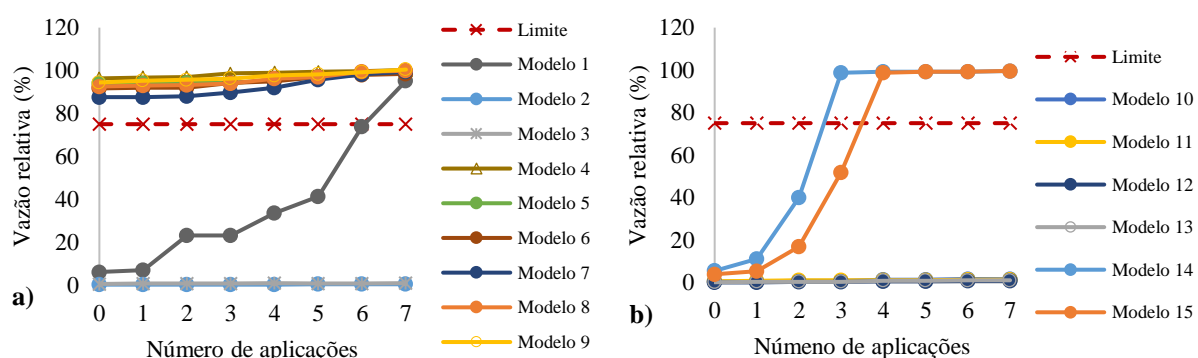 120
100
80
60
40
20
0
Vazão relativa (%)
0 1 2 3 4 5 6 7
Número de aplicações
a)
Limite
Modelo 1
Modelo 2
Modelo 3
Modelo 4
Modelo 5
Modelo 6
Modelo 7
Modelo 8
Modelo 9
120
100
80
60
40
20
0
Vazão relativa (%)
0 1 2 3 4 5 6 7
Númeno de aplicações
b)
Limite
Modelo 10
Modelo 11
Modelo 12
Modelo 13
Modelo 14
Modelo 15